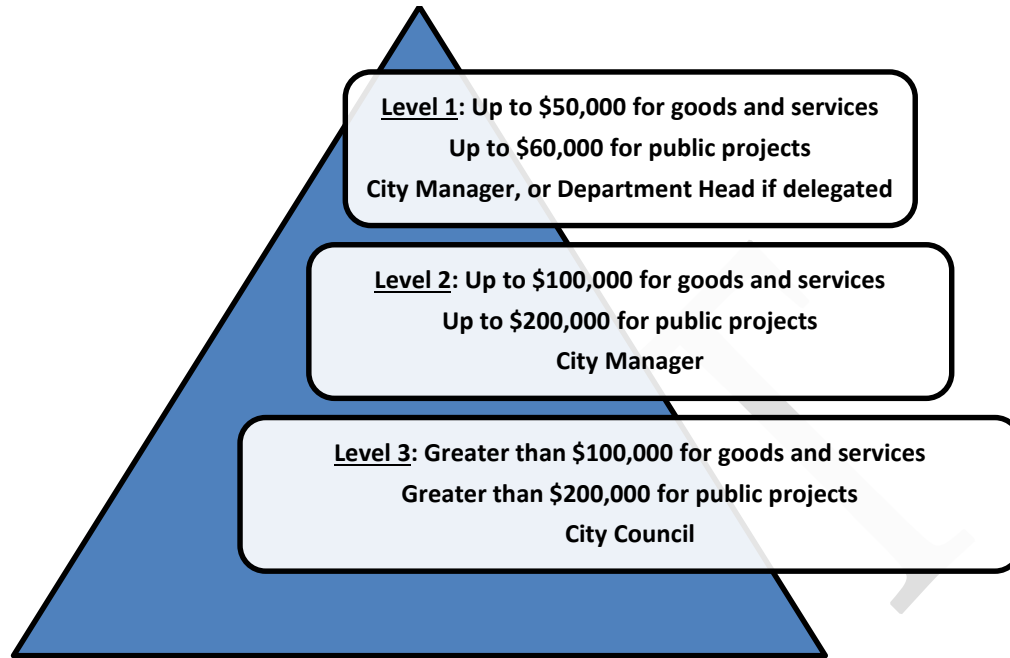 Level 1: Up to $50,000 for goods and services
Up to $60,000 for public projects
City Manager, or Department Head if delegated
Level 2: Up to $100,000 for goods and services
Up to $200,000 for public projects
City Manager
Level 3: Greater than $100,000 for goods and services
Greater than $200,000 for public projects
City Council